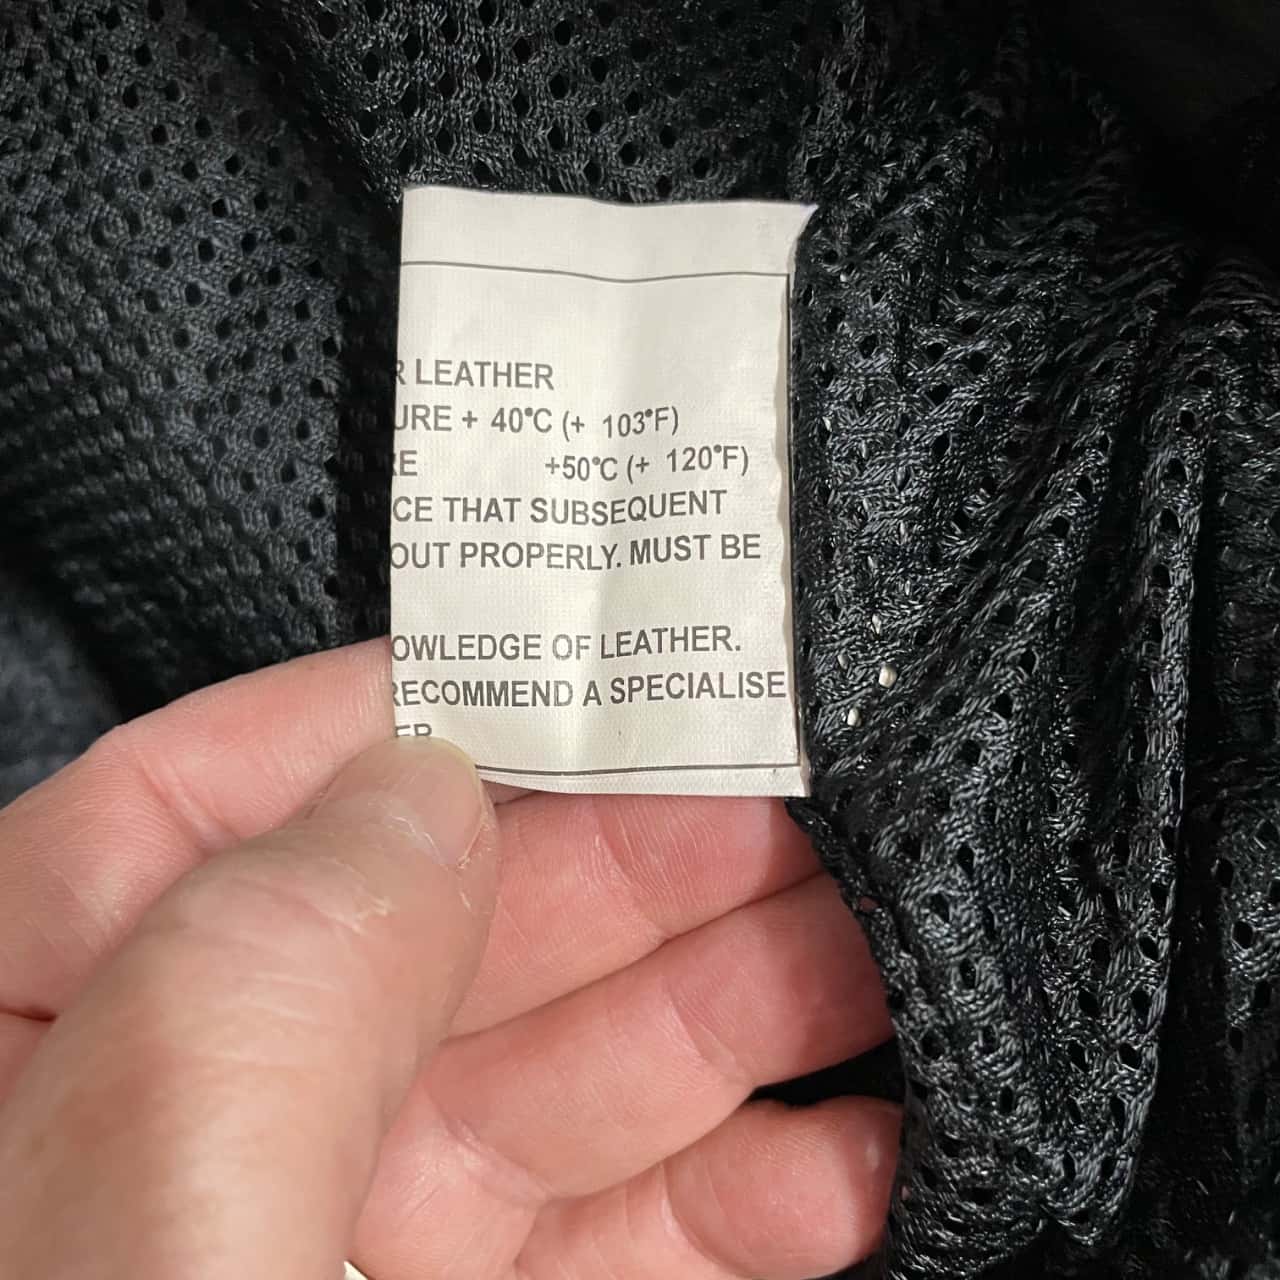 R LEATHER
URE + 40°C (+ 103°F)
RE +50°C (+ 120°F)
CE THAT SUBSEQUENT
OUT PROPERLY. MUST BE
OWLEDGE OF LEATHER.
RECOMMEND A SPECIALISE
ER